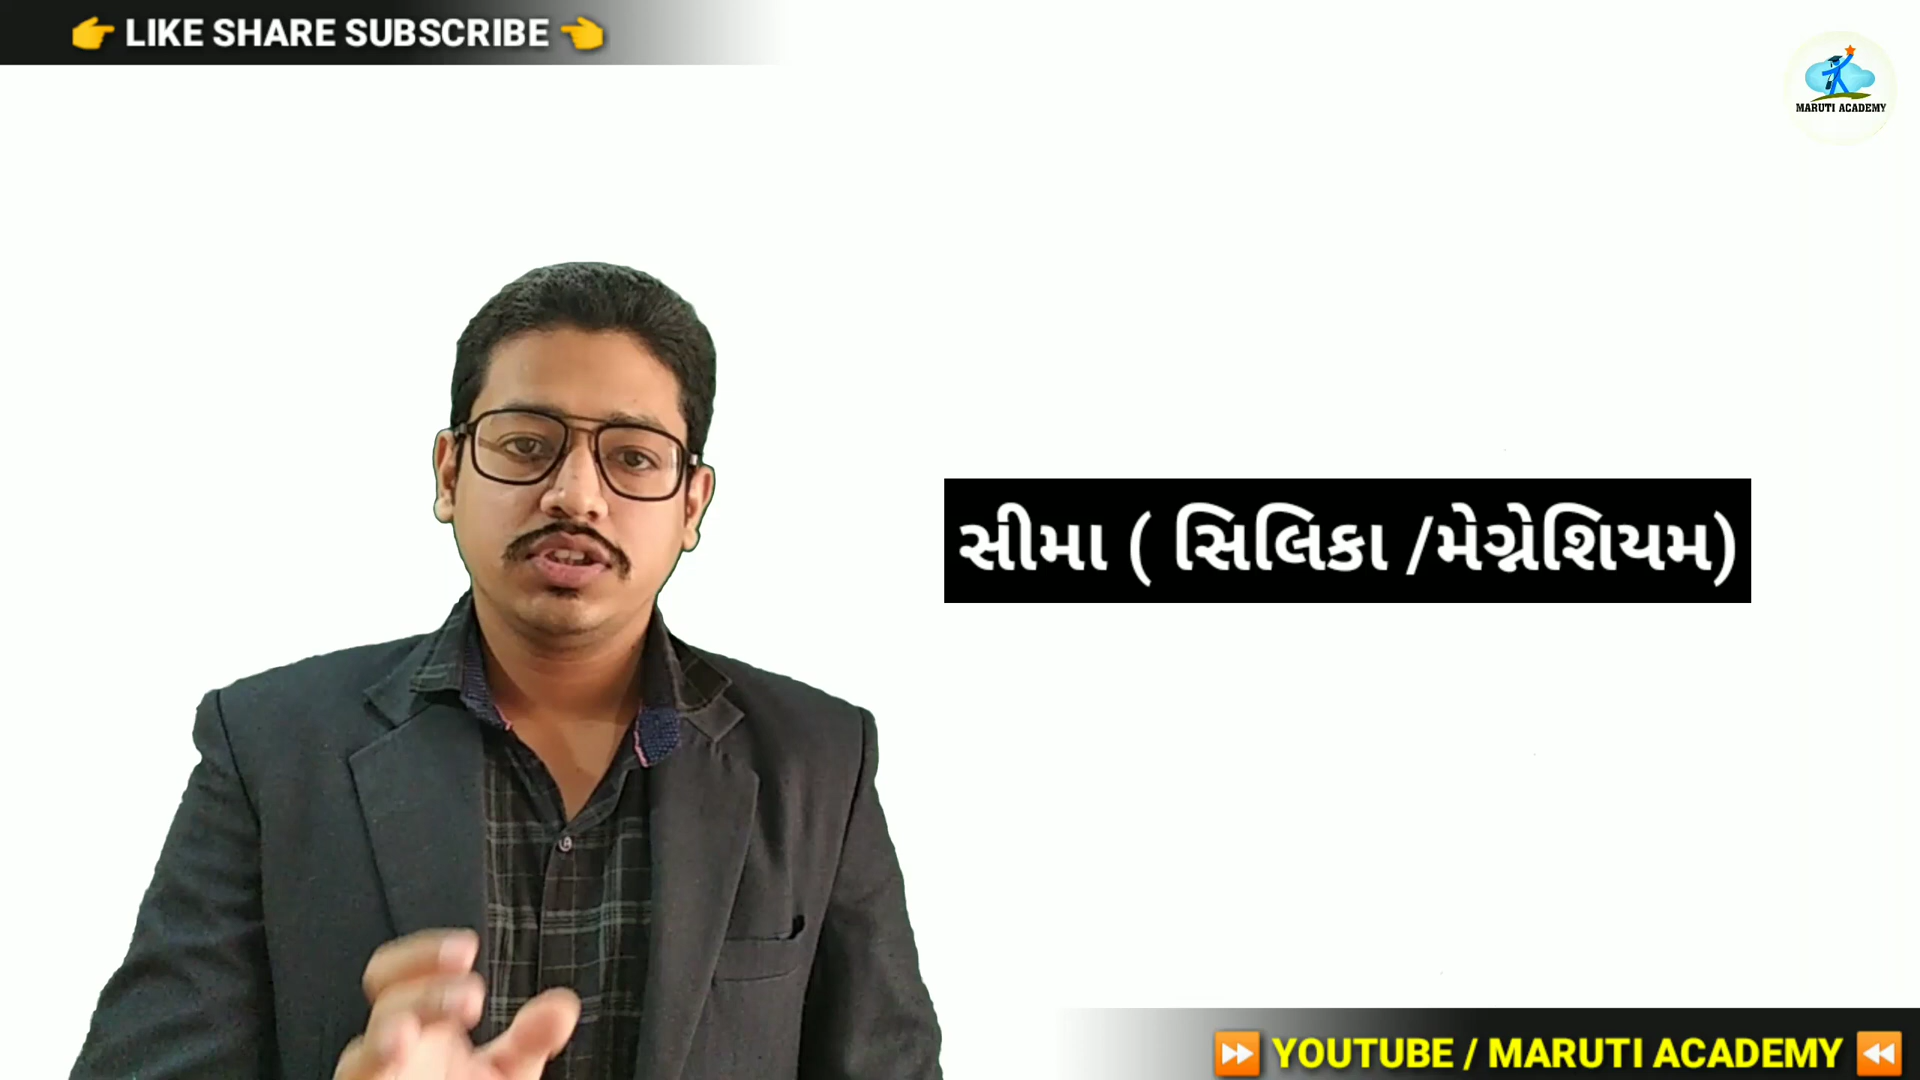 👉 LIKE SHARE SUBSCRIBE 👈
MARUTI ACADEMY
સીમા ( સિલિકા /મેગ્નેશિયમ)
⏩ YOUTUBE / MARUTI ACADEMY ⏪